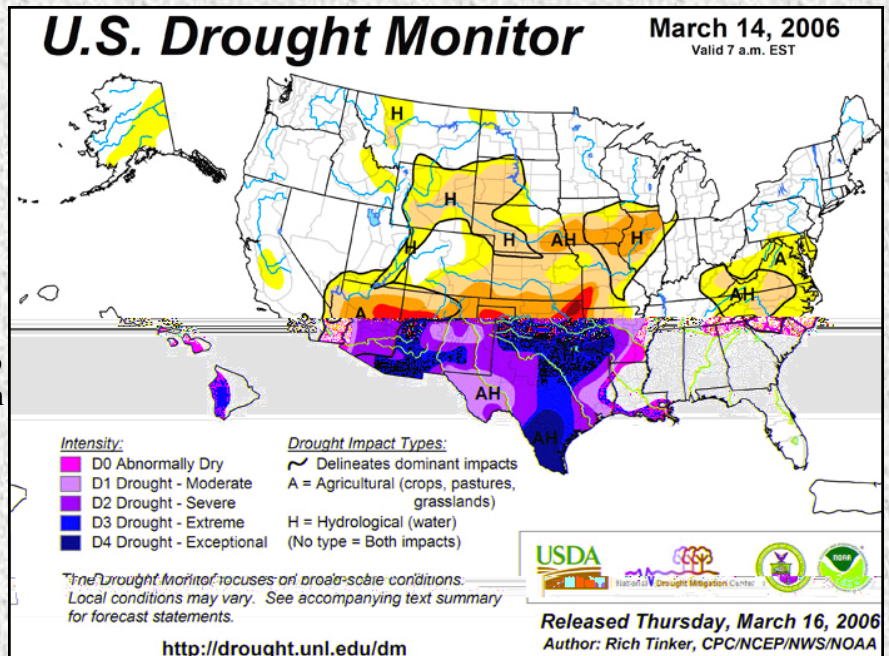 U.S. Drought Monitor
March 14, 2006
Valid 7 a.m. EST
H
H
H
H
AH
H
A
A
AH
AH
AH
Intensity:
D0 Abnormally Dry
D1 Drought - Moderate
D2 Drought - Severe
D3 Drought - Extreme
D4 Drought - Exceptional
Drought Impact Types:
Delineates dominant impacts
A = Agricultural (crops, pastures,
grasslands)
H = Hydrological (water)
(No type = Both impacts)
The Drought Monitor focuses on broad-scale conditions.
Local conditions may vary. See accompanying text summary
for forecast statements.
http://drought.unl.edu/dm
USDA
National Drought Mitigation Center
NOAA
Released Thursday, March 16, 2006
Author: Rich Tinker, CPC/NCEP/NWS/NOAA